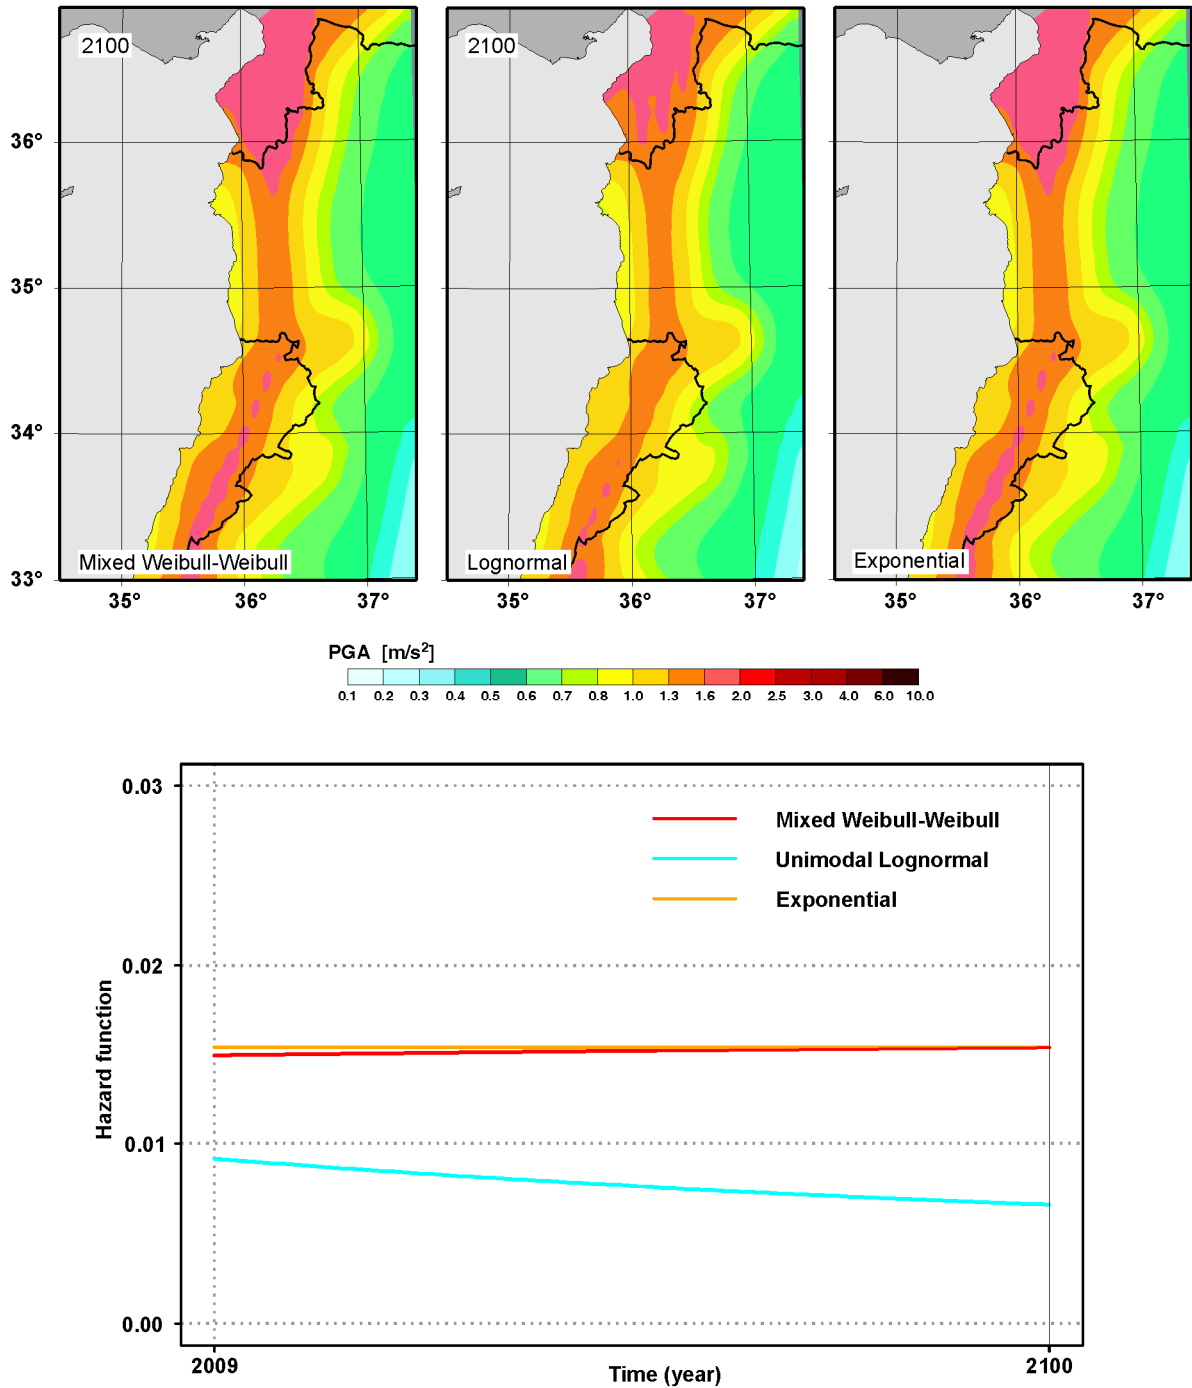 2100
2100
36°
35°
34°
33°
Mixed Weibull-Weibull
Lognormal
Exponential
35° 36° 37° 35° 36° 37° 35° 36° 37°
PGA [m/s²]
0.1 0.2 0.3 0.4 0.5 0.6 0.7 0.8 1.0 1.3 1.6 2.0 2.5 3.0 4.0 6.0 10.0
0.03
Mixed Weibull-Weibull
Unimodal Lognormal
Exponential
0.02
Hazard function
0.01
0.00
2009 2100
Time (year)